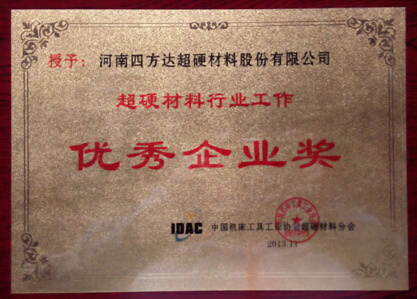 授予：河南四方达超硬材料股份有限公司
超硬材料行业工作
优秀企业奖
IDAC 中国机床工具工业协会超硬材料分会
2013.11